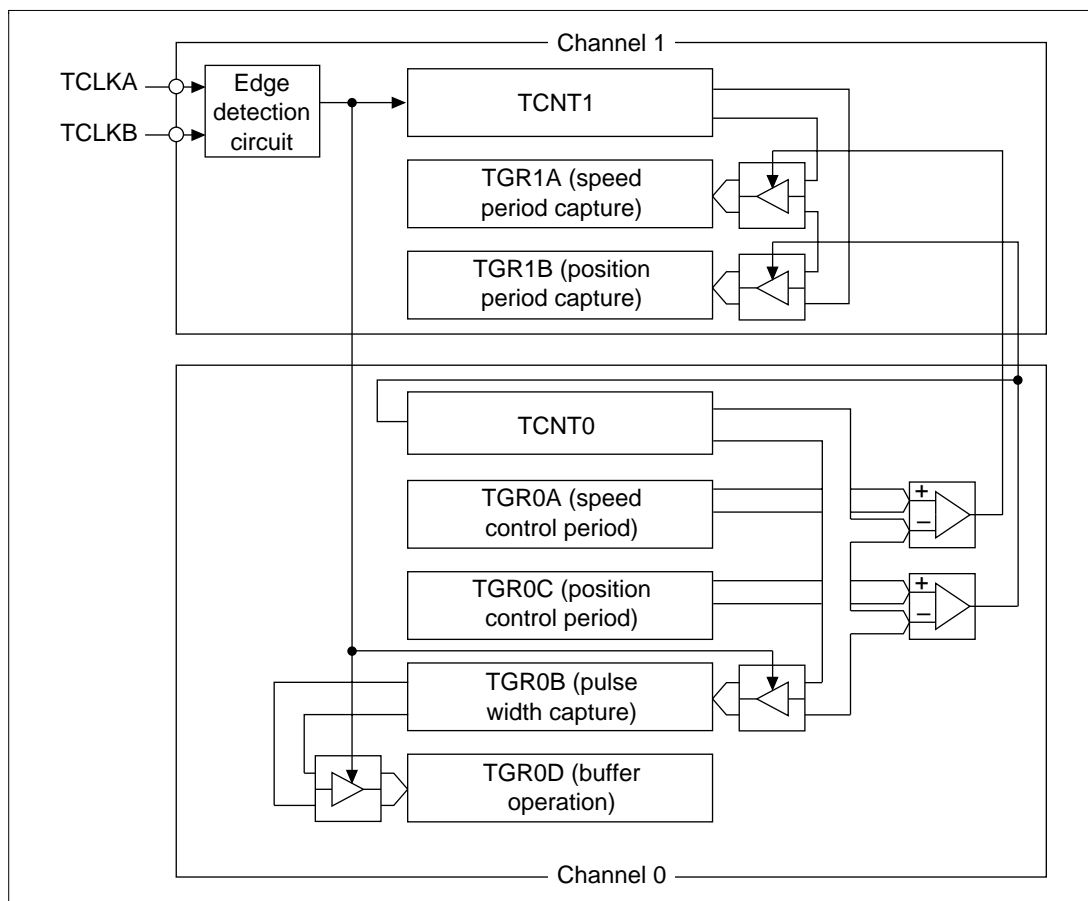 Channel 1
TCLKA
TCLKB
Edge
detection
circuit
TCNT1
TGR1A (speed
period capture)
TGR1B (position
period capture)
TCNT0
TGR0A (speed
control period)
+
−
TGR0C (position
control period)
+
−
TGR0B (pulse
width capture)
TGR0D (buffer
operation)
Channel 0